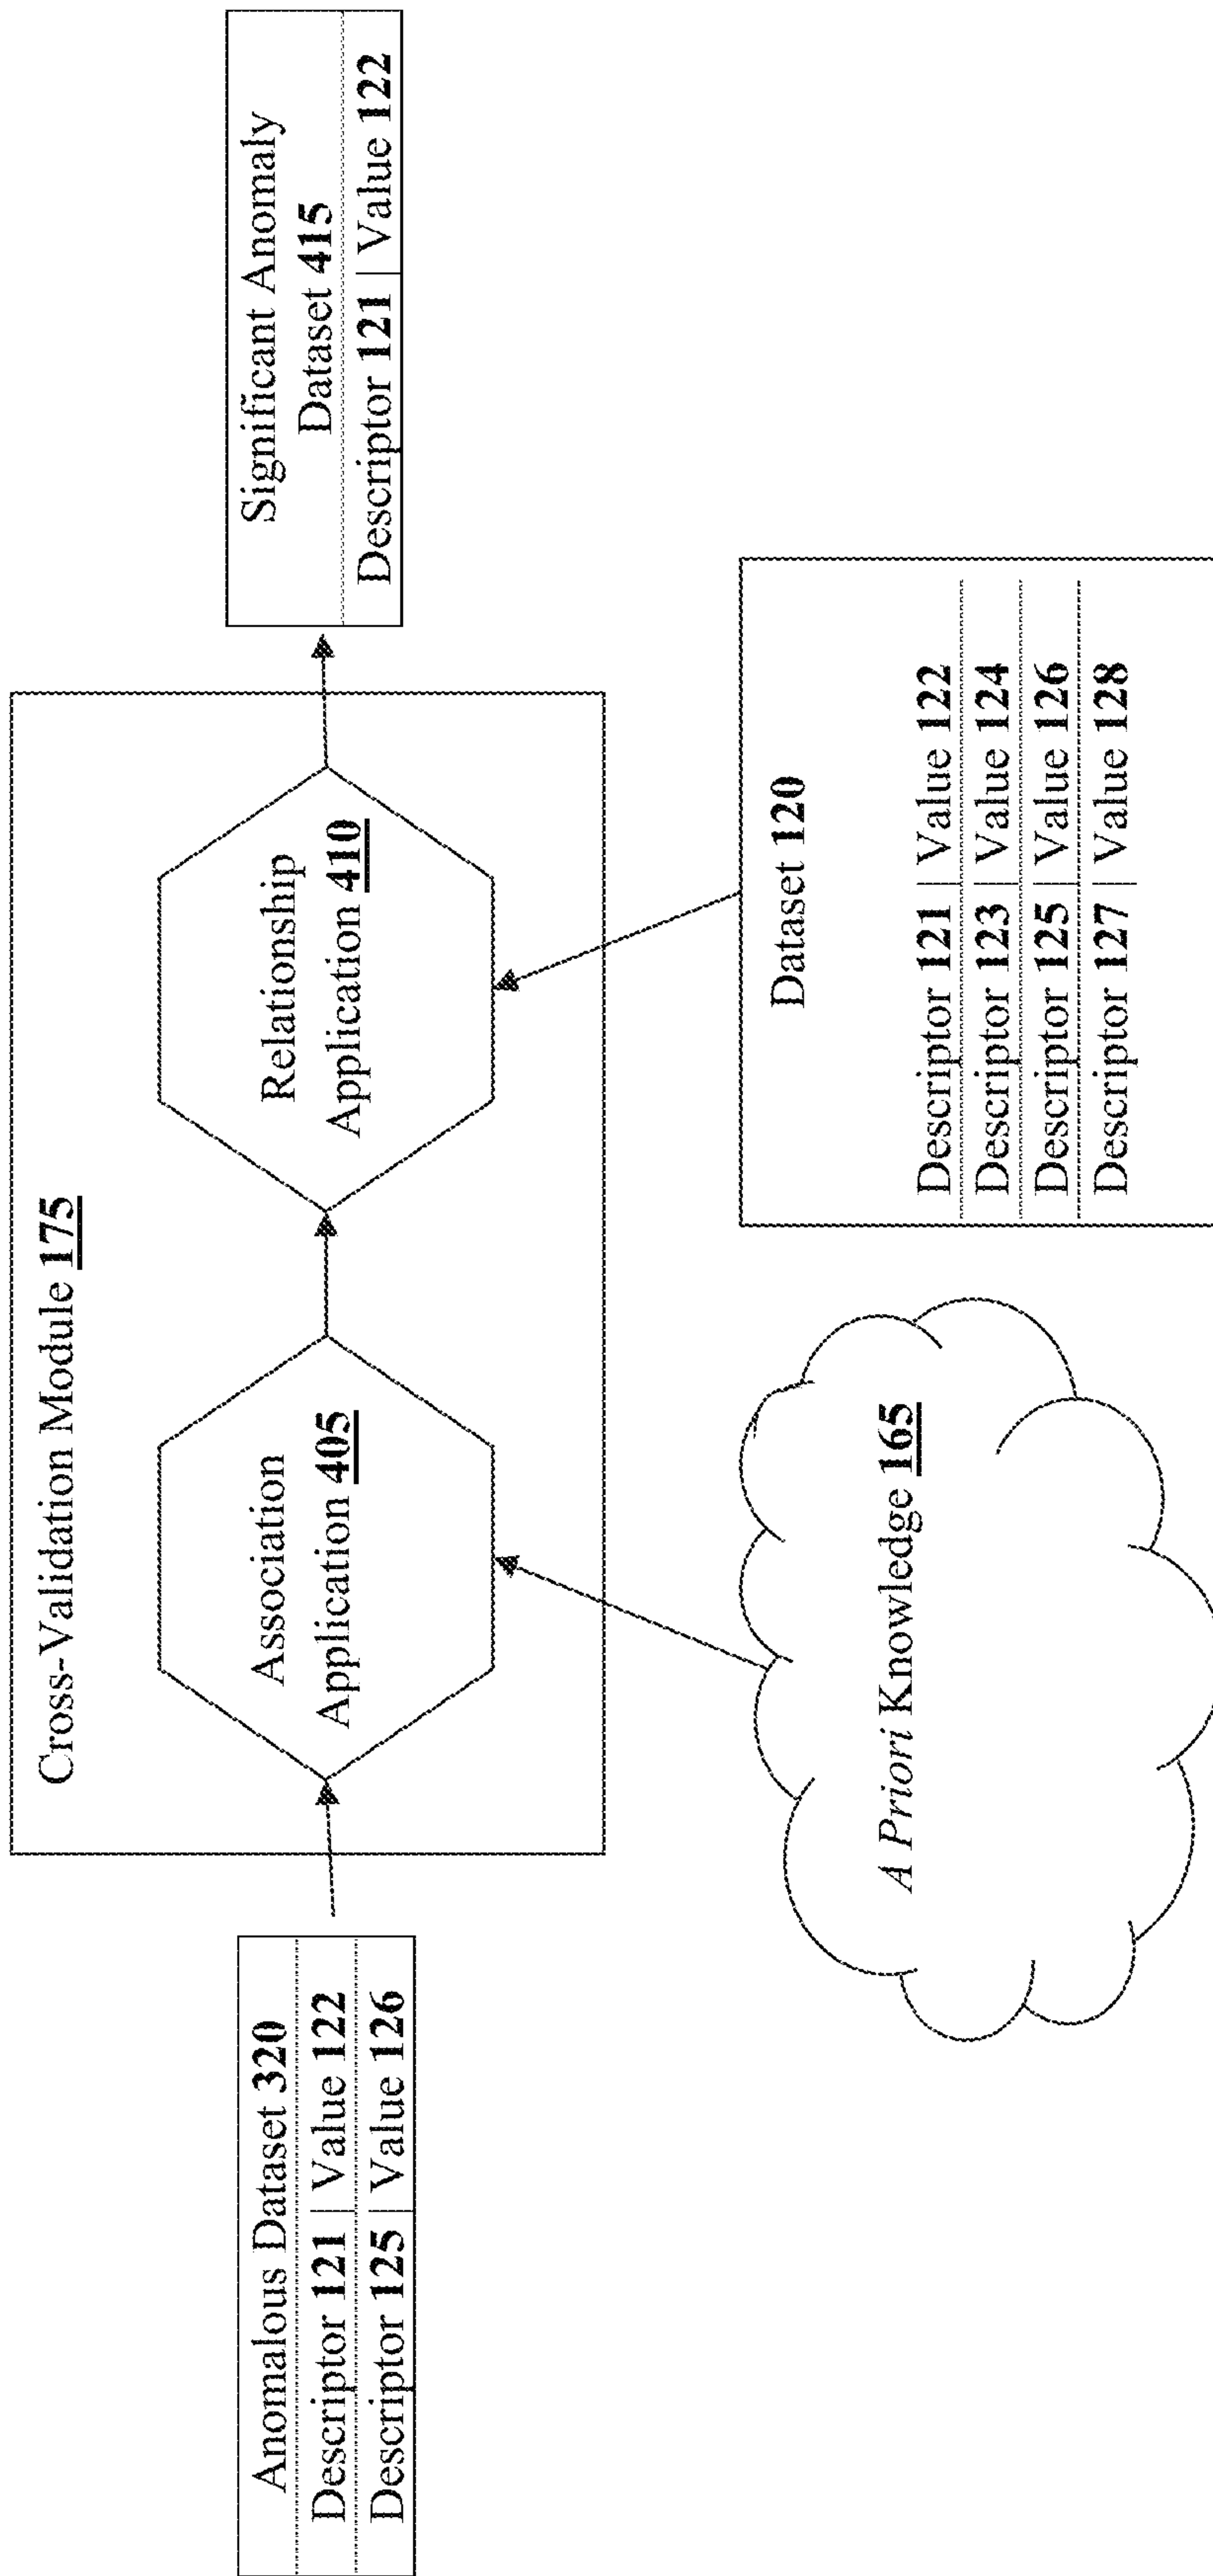 Cross-Validation Module 175
Anomalous Dataset 320
Descriptor 121 | Value 122
Descriptor 125 | Value 126
Association
Application 405
Relationship
Application 410
Significant Anomaly
Dataset 415
Descriptor 121 | Value 122
A Priori Knowledge 165
Dataset 120
Descriptor 121 | Value 122
Descriptor 123 | Value 124
Descriptor 125 | Value 126
Descriptor 127 | Value 128